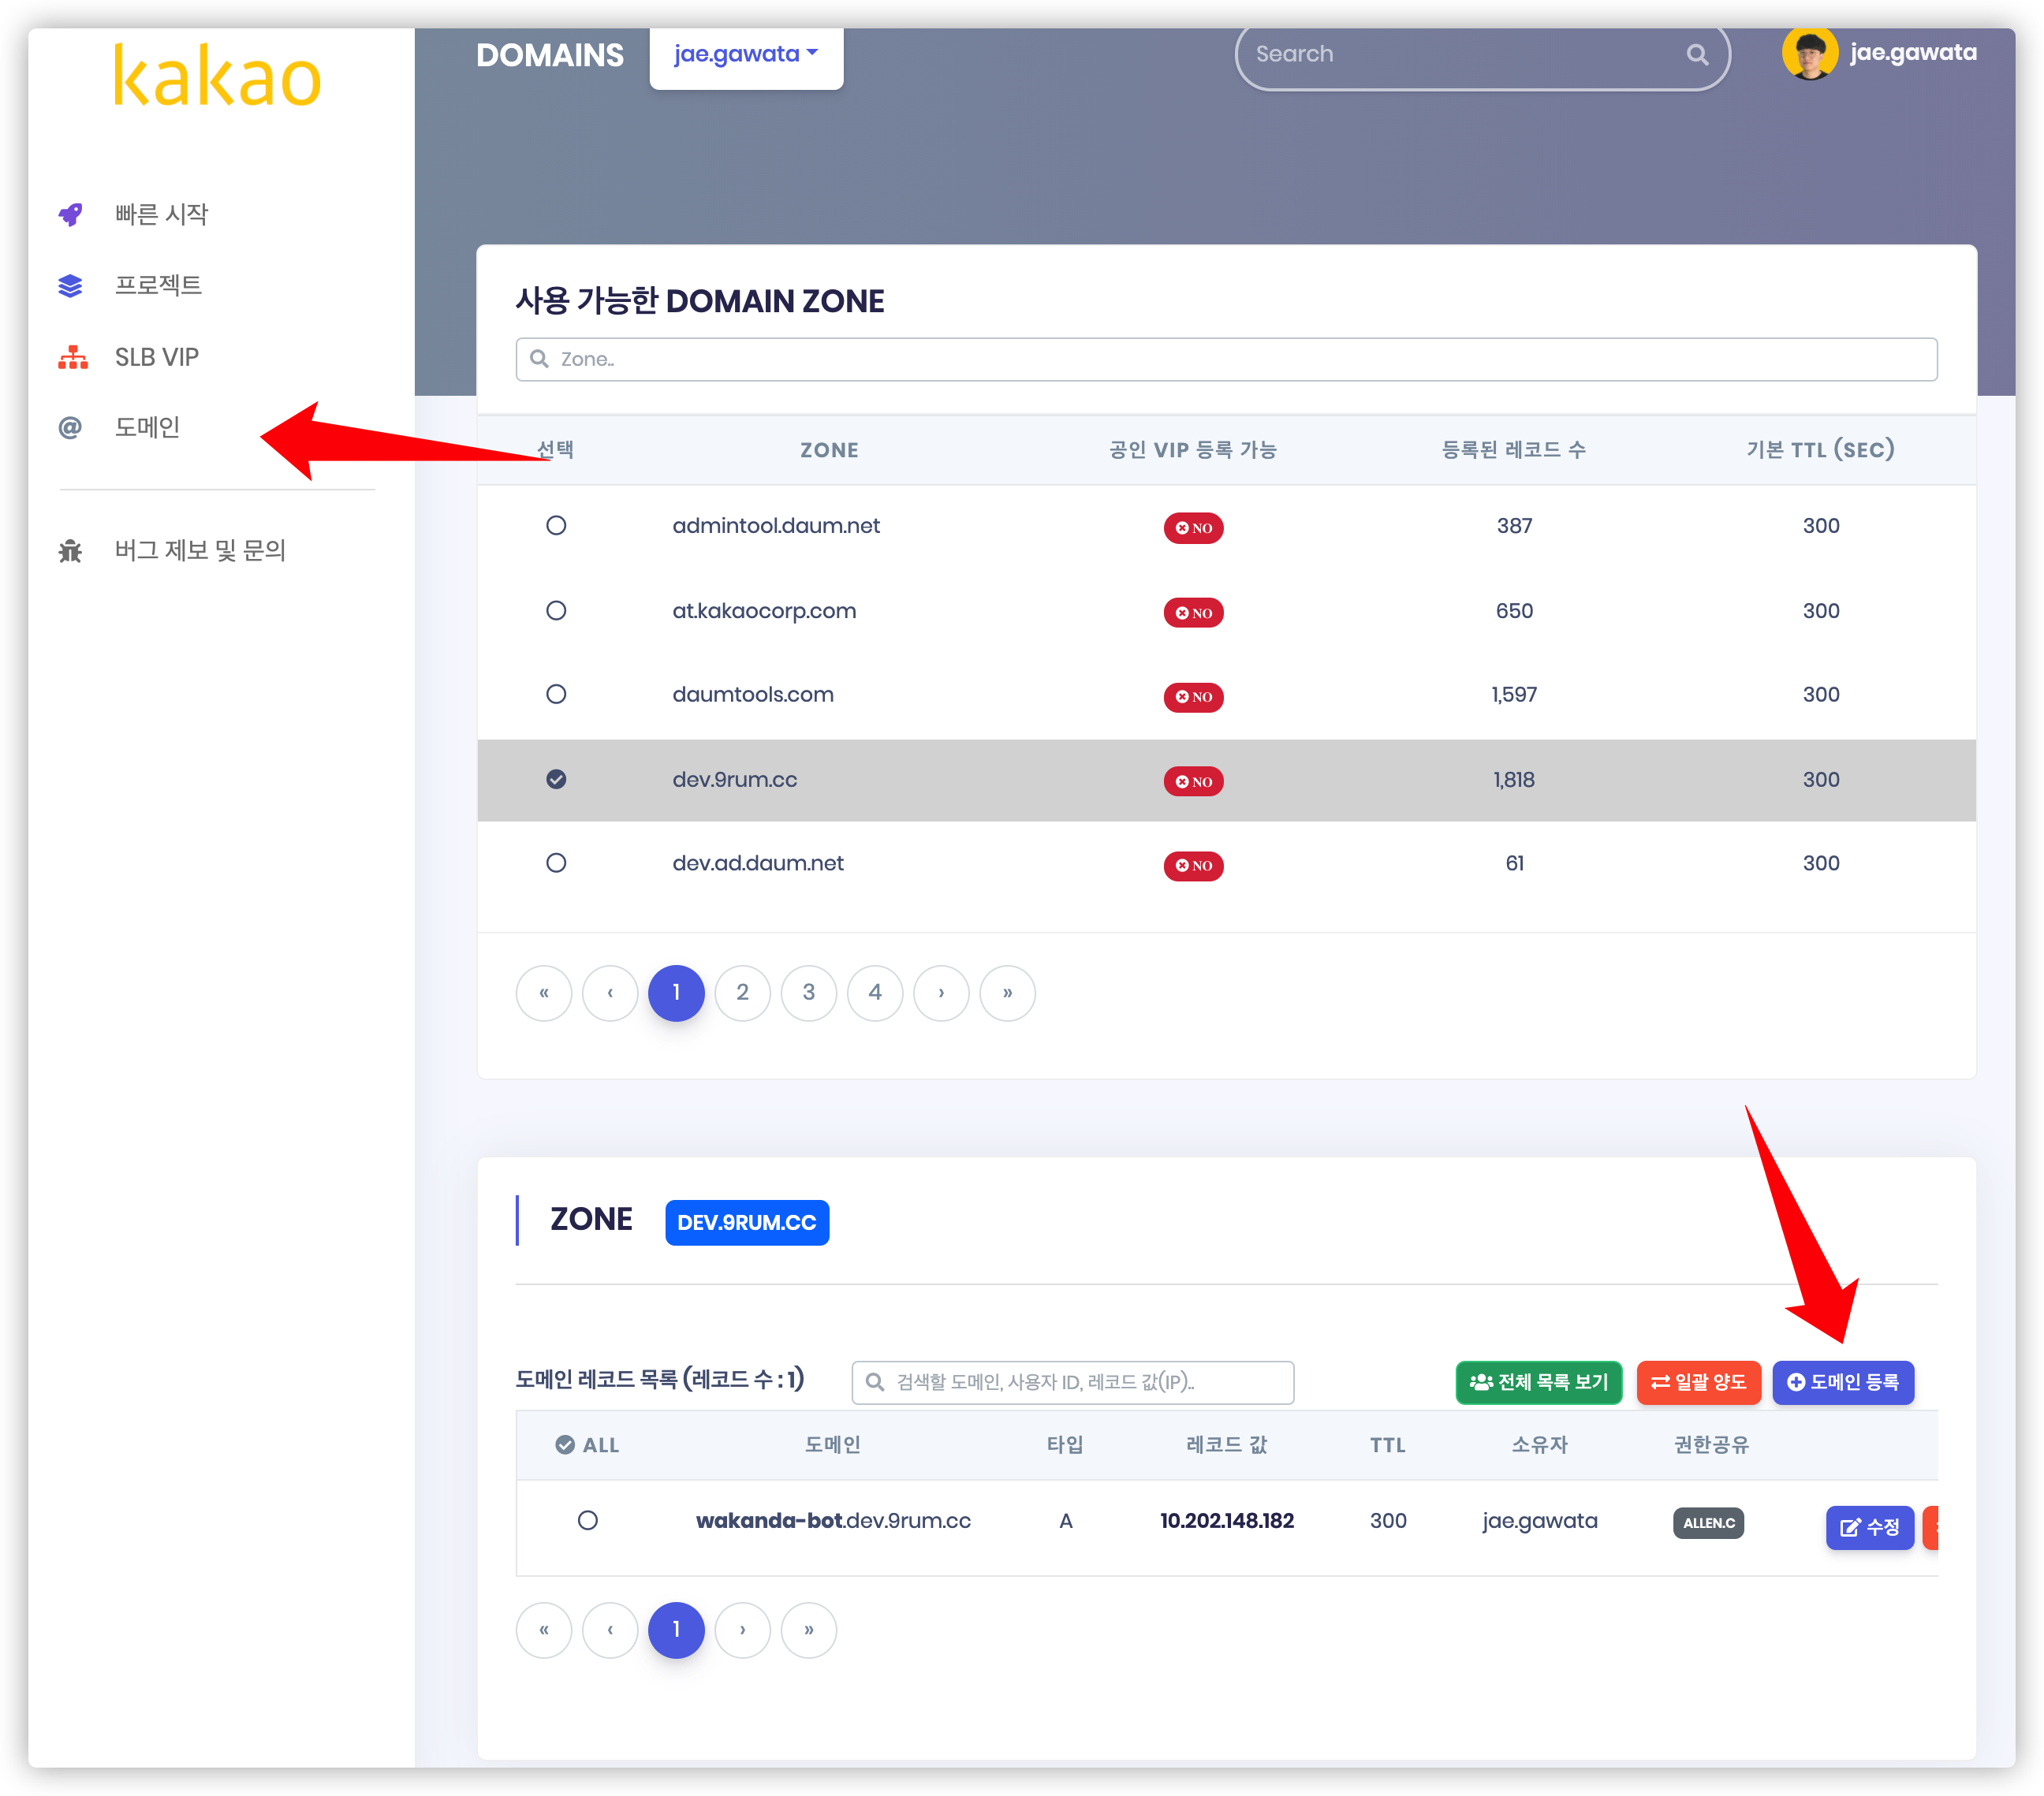 kakao
DOMAINS
jae.gawata
Search
jae.gawata
빠른 시작
프로젝트
SLB VIP
도메인
버그 제보 및 문의
사용 가능한 DOMAIN ZONE
Zone..
선택 ZONE 공인 VIP 등록 가능 등록된 레코드 수 기본 TTL (SEC)
admintool.daum.net NO 387 300
at.kakaocorp.com NO 650 300
daumtools.com NO 1,597 300
dev.9rum.cc NO 1,818 300
dev.ad.daum.net NO 61 300
« ‹ 1 2 3 4 › »
ZONE DEV.9RUM.CC
도메인 레코드 목록 (레코드 수 : 1) 검색할 도메인, 사용자 ID, 레코드 값(IP).. 전체 목록 보기 일괄 양도 도메인 등록
ALL 도메인 타입 레코드 값 TTL 소유자 권한공유
wakanda-bot.dev.9rum.cc A 10.202.148.182 300 jae.gawata ALLEN.C 수정
« ‹ 1 › »